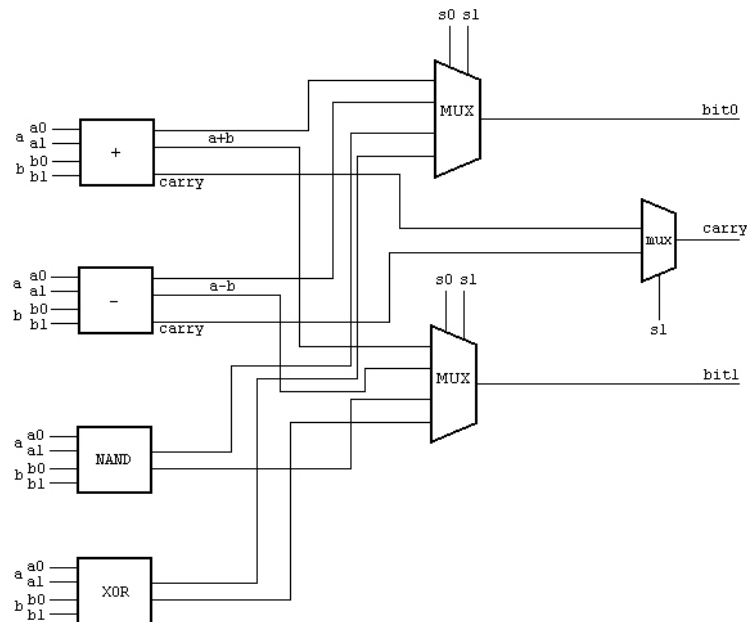 s0 s1
MUX
bit0
a a0
a1
b b0
b1
+
a+b
carry
mux
carry
s1
a a0
a1
b b0
b1
-
a-b
carry
s0 s1
MUX
bit1
a a0
a1
b b0
b1
NAND
a a0
a1
b b0
b1
XOR